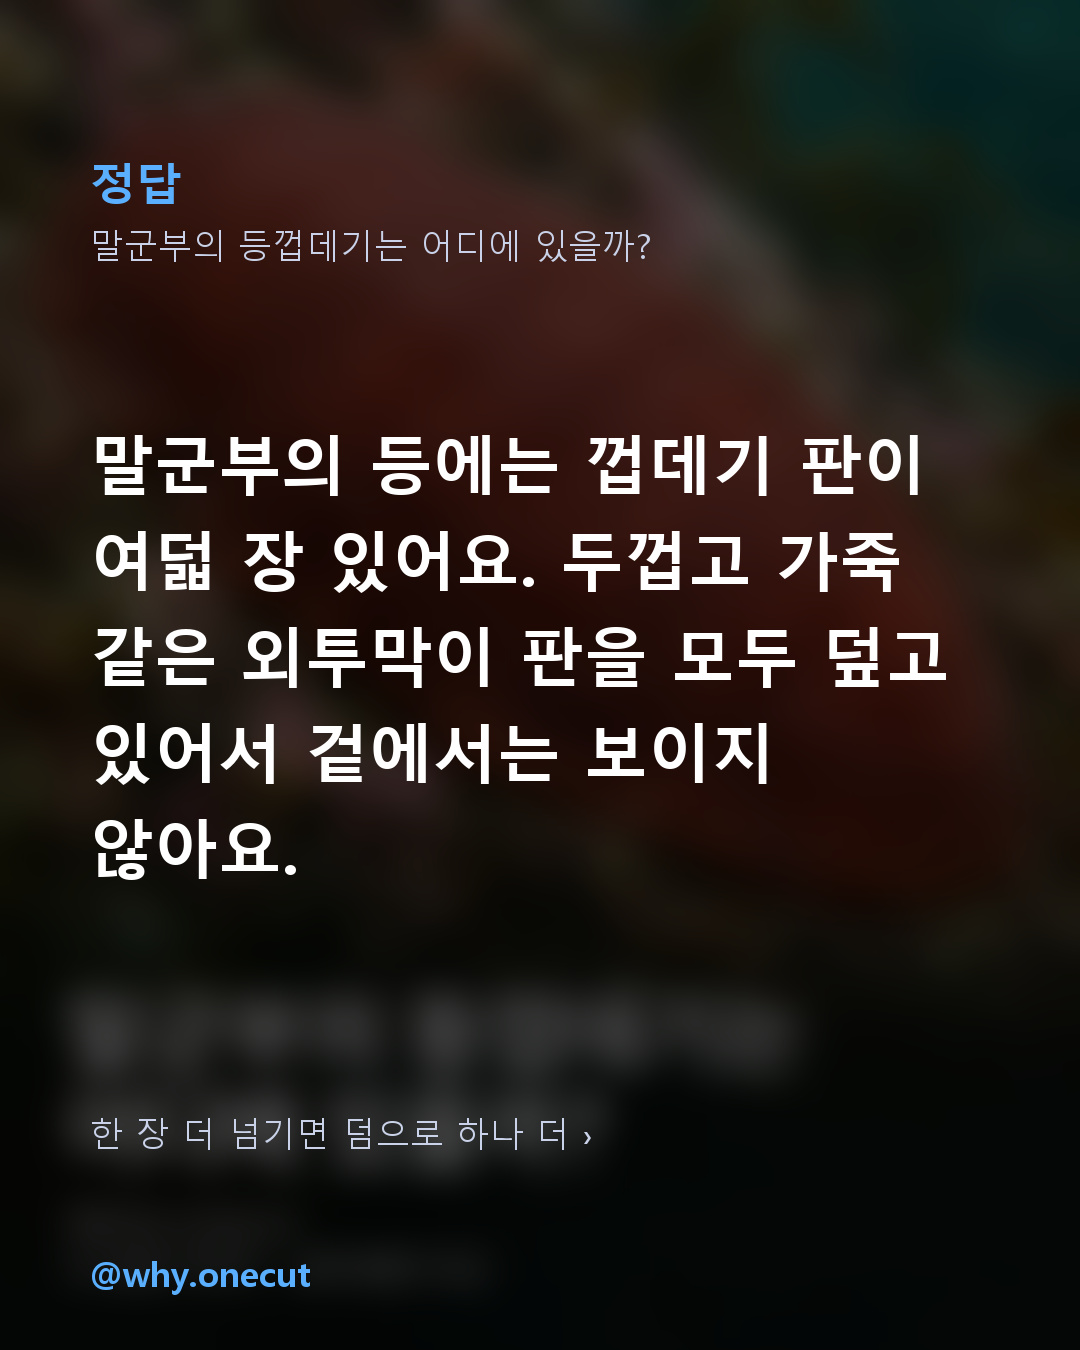 정답
말군부의 등껍데기는 어디에 있을까?
말군부의 등에는 껍데기 판이
여덟 장 있어요. 두껍고 가죽
같은 외투막이 판을 모두 덮고
있어서 겉에서는 보이지
않아요.
한 장 더 넘기면 덤으로 하나 더 ›
@why.onecut